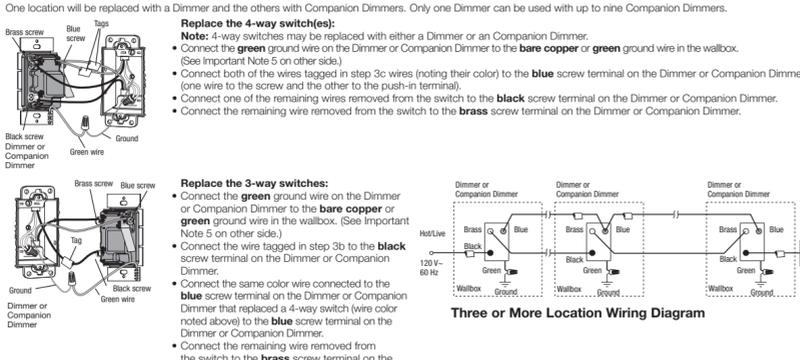 One location will be replaced with a Dimmer and the others with Companion Dimmers. Only one Dimmer can be used with up to nine Companion Dimmers.
Brass screw
Blue
screw
Tags
Black screw
Dimmer or
Companion
Dimmer
Green wire
Ground
Replace the 4-way switch(es):
Note: 4-way switches may be replaced with either a Dimmer or an Companion Dimmer.
• Connect the green ground wire on the Dimmer or Companion Dimmer to the bare copper or green ground wire in the wallbox.
(See Important Note 5 on other side.)
• Connect both of the wires tagged in step 3c wires (noting their color) to the blue screw terminal on the Dimmer or Companion Dimme
(one wire to the screw and the other to the push-in terminal).
• Connect one of the remaining wires removed from the switch to the black screw terminal on the Dimmer or Companion Dimmer.
• Connect the remaining wire removed from the switch to the brass screw terminal on the Dimmer or Companion Dimmer.
Brass screw
Blue screw
Tag
Ground
Black screw
Green wire
Dimmer or
Companion
Dimmer
Replace the 3-way switches:
• Connect the green ground wire on the Dimmer
or Companion Dimmer to the bare copper or
green ground wire in the wallbox. (See Important
Note 5 on other side.)
• Connect the wire tagged in step 3b to the black
screw terminal on the Dimmer or Companion
Dimmer.
• Connect the same color wire connected to the
blue screw terminal on the Dimmer or Companion
Dimmer that replaced a 4-way switch (wire color
noted above) to the blue screw terminal on the
Dimmer or Companion Dimmer.
• Connect the remaining wire removed from
the switch to the brass screw terminal on the
Dimmer or
Companion Dimmer
Dimmer or
Companion Dimmer
Dimmer or
Companion Dimmer
Hot/Live
120 V~
60 Hz
Brass
Blue
Black
Green
Wallbox
Ground
Brass
Blue
Black
Green
Wallbox
Ground
Brass
Blue
Black
Green
Wallbox
Ground
Three or More Location Wiring Diagram